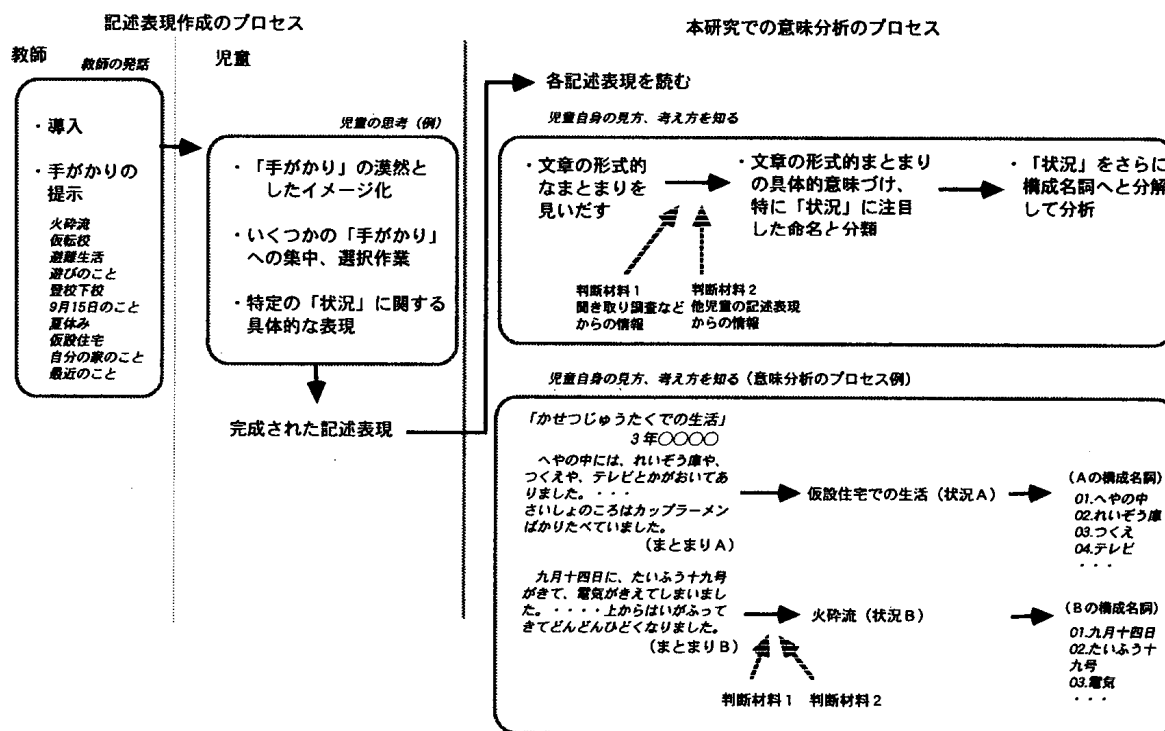 記述表現作成のプロセス
教師
教師の発話
・導入
・手がかりの
提示
火砕流
仮転校
避難生活
遊びのこと
登校下校
9月15日のこと
夏休み
仮設住宅
自分の家のこと
最近のこと
児童
児童の思考（例）
・「手がかり」の漠然と
したイメージ化
・いくつかの「手がかり」
への集中、選択作業
・特定の「状況」に関する
具体的な表現
完成された記述表現
本研究での意味分析のプロセス
各記述表現を読む
児童自身の見方、考え方を知る
・文章の形式的
なまとまりを
見いだす
・文章の形式的まとまり
の具体的意味づけ、
特に「状況」に注目
した命名と分類
・「状況」をさらに
構成名詞へと分解
して分析
判断材料1
聞き取り調査など
からの情報
判断材料2
他児童の記述表現
からの情報
児童自身の見方、考え方を知る（意味分析のプロセス例）
「かせつじゅうたくでの生活」
3年○○○○
へやの中には、れいぞう庫や、
つくえや、テレビとかがおいてあ
りました。・・・
さいしょのころはカップラーメン
ばかりたべていました。
（まとまりA）
仮設住宅での生活（状況A）
（Aの構成名詞）
01.へやの中
02.れいぞう庫
03.つくえ
04.テレビ
・・・
九月十四日に、たいふう十九号
がきて、電気がきえてしまいまし
た。・・・・上からはいがふって
きてどんどんひどくなりました。
（まとまりB）
火砕流（状況B）
（Bの構成名詞）
01.九月十四日
02.たいふう十
九号
03.電気
・・・
判断材料1 判断材料2